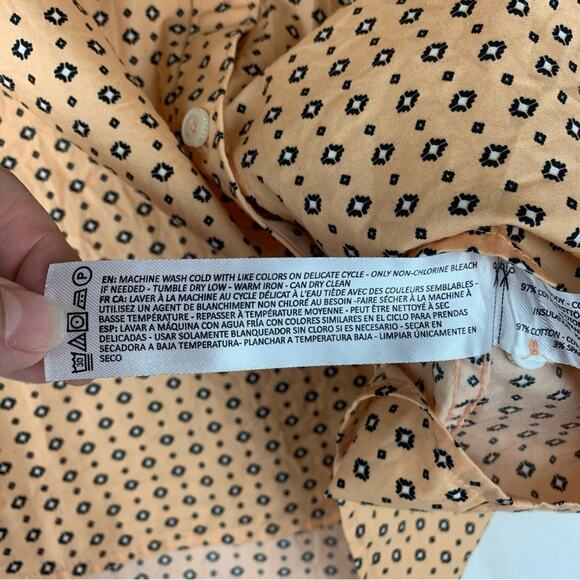 EN: MACHINE WASH COLD WITH LIKE COLORS ON DELICATE CYCLE - ONLY NON-CHLORINE BLEACH
IF NEEDED - TUMBLE DRY LOW - WARM IRON - CAN DRY CLEAN
FR CA: LAVER À LA MACHINE AU CYCLE DÉLICAT À L'EAU TIÈDE AVEC DES COULEURS SEMBLABLES -
UTILISEZ UN AGENT DE BLANCHIMENT NON CHLORÉ AU BESOIN - FAIRE SÉCHER À LA MACHINE À
BASSE TEMPÉRATURE - REPASSER À TEMPÉRATURE MOYENNE - PEUT ÊTRE NETTOYÉ À SEC
ESP: LAVAR A MÁQUINA CON AGUA FRÍA CON COLORES SIMILARES EN EL CICLO PARA PRENDAS
DELICADAS - USAR SOLAMENTE BLANQUEADOR SIN CLORO SI ES NECESARIO - SECAR EN
SECADORA A BAJA TEMPERATURA - PLANCHAR A TEMPERATURA BAJA - LIMPIAR ÚNICAMENTE EN
SECO
P
30
97% COTTON
97% COTON
97% COTTON
3%